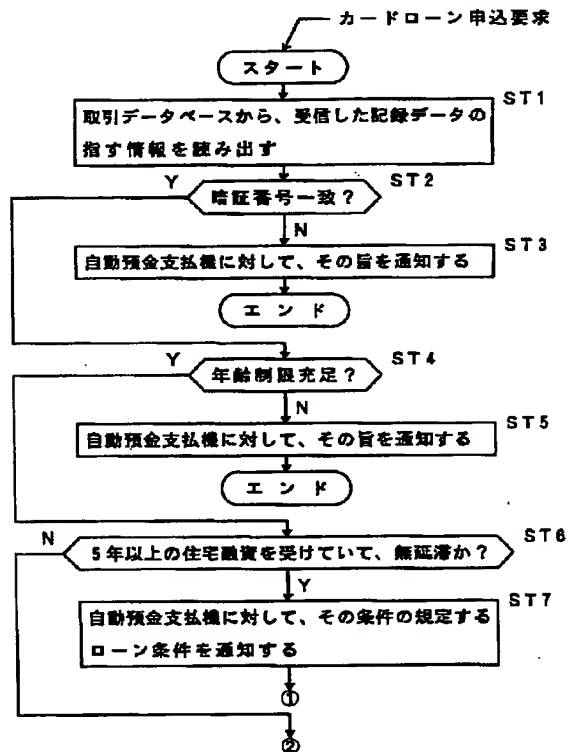 カードローン申込要求
スタート
ST1
取引データベースから、受信した記録データの
指す情報を読み出す
Y
ST2
暗証番号一致？
N
ST3
自動預金支払機に対して、その旨を通知する
エンド
Y
ST4
年齢制限充足？
N
ST5
自動預金支払機に対して、その旨を通知する
エンド
N
ST6
5年以上の住宅融資を受けていて、無延滞か？
Y
ST7
自動預金支払機に対して、その条件の規定する
ローン条件を通知する
①
②